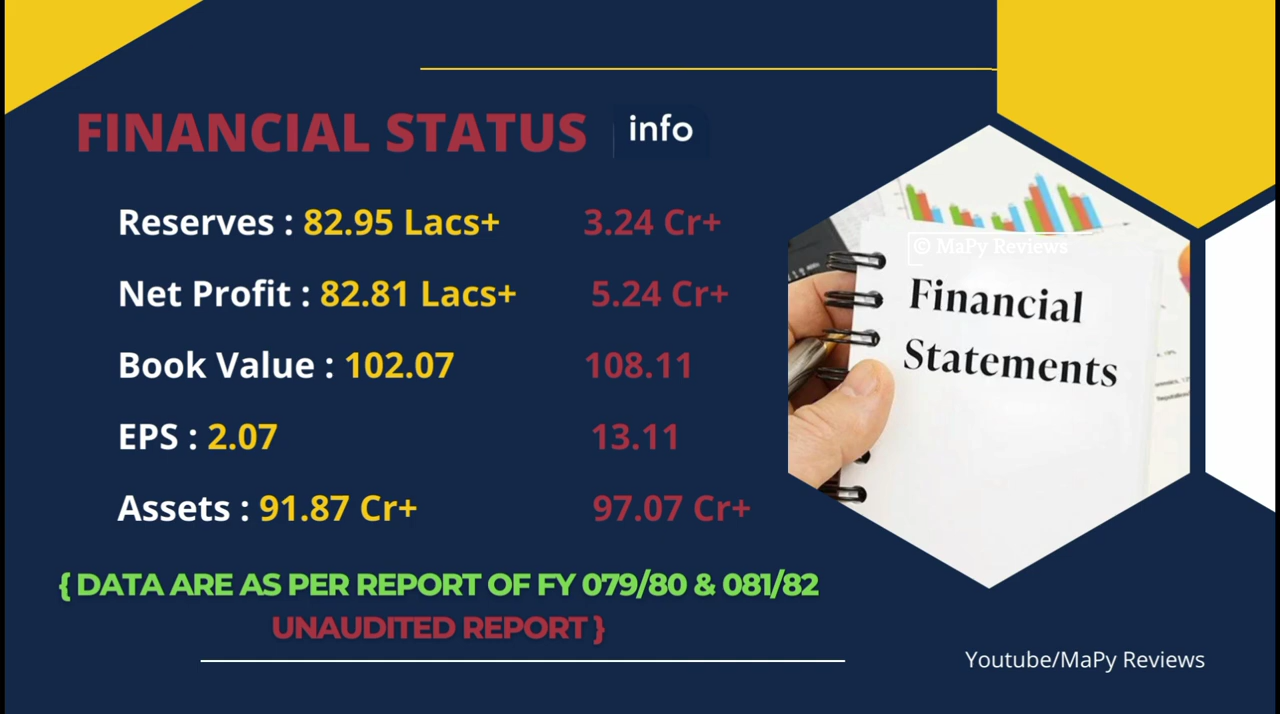 FINANCIAL STATUS info
Reserves : 82.95 Lacs+ 3.24 Cr+
Net Profit : 82.81 Lacs+ 5.24 Cr+
Book Value : 102.07 108.11
EPS : 2.07 13.11
Assets : 91.87 Cr+ 97.07 Cr+
{ DATA ARE AS PER REPORT OF FY 079/80 & 081/82
UNAUDITED REPORT }
© MaPy Reviews
Financial
Statements
Youtube/MaPy Reviews